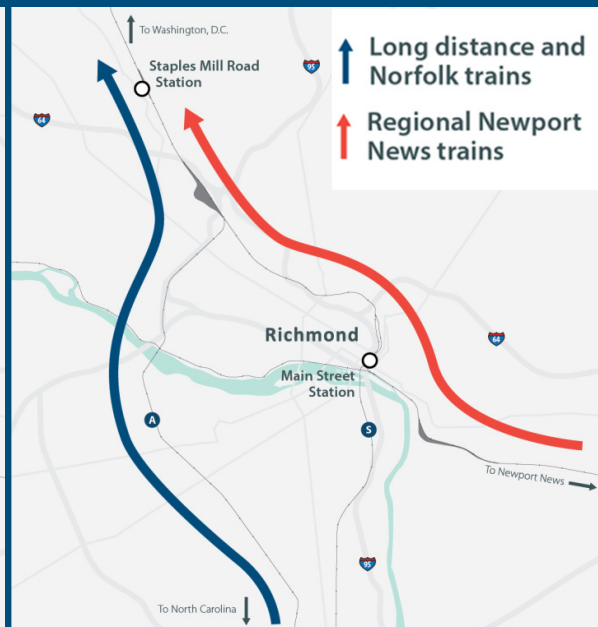 To Washington, D.C.
Staples Mill Road
Station
95
64
Long distance and
Norfolk trains
Regional Newport
News trains
Richmond
64
Main Street
Station
A
S
To Newport News
95
To North Carolina